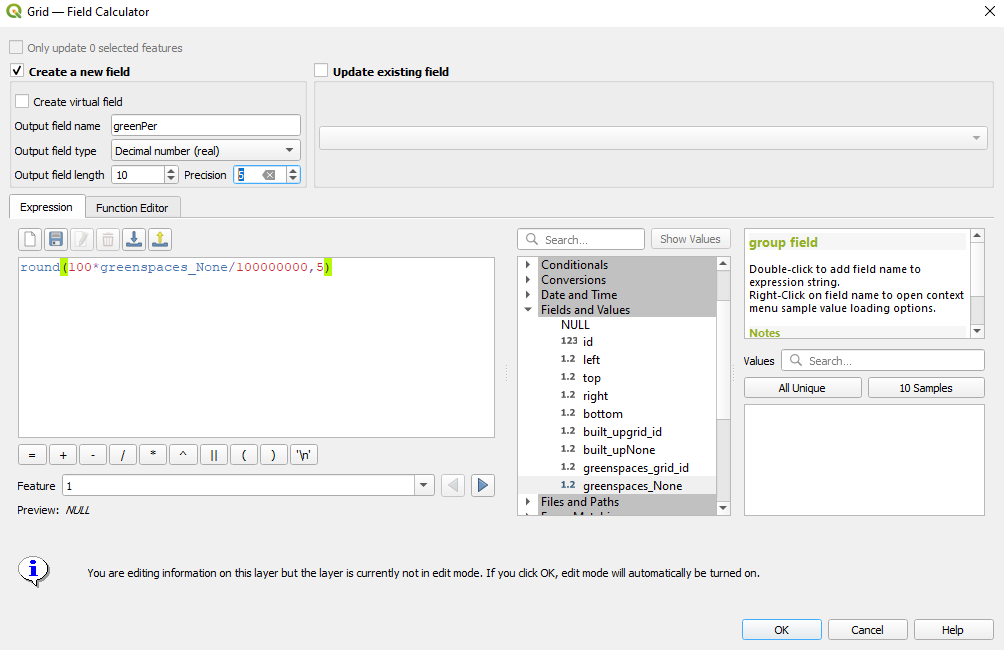 Grid — Field Calculator
Only update 0 selected features
Create a new field
Update existing field
Create virtual field
Output field name greenPer
Output field type Decimal number (real)
Output field length 10 Precision 5
Expression Function Editor
round(100*greenspaces_None/100000000,5)
= + - / * ^ || ( ) '\n'
Feature 1
Preview: NULL
Search... Show Values
Conditionals
Conversions
Date and Time
Fields and Values
NULL
123 id
1.2 left
1.2 top
1.2 right
1.2 bottom
1.2 built_upgrid_id
1.2 built_upNone
1.2 greenspaces_grid_id
1.2 greenspaces_None
Files and Paths
group field
Double-click to add field name to
expression string.
Right-Click on field name to open context
menu sample value loading options.
Notes
Values Search...
All Unique 10 Samples
You are editing information on this layer but the layer is currently not in edit mode. If you click OK, edit mode will automatically be turned on.
OK Cancel Help